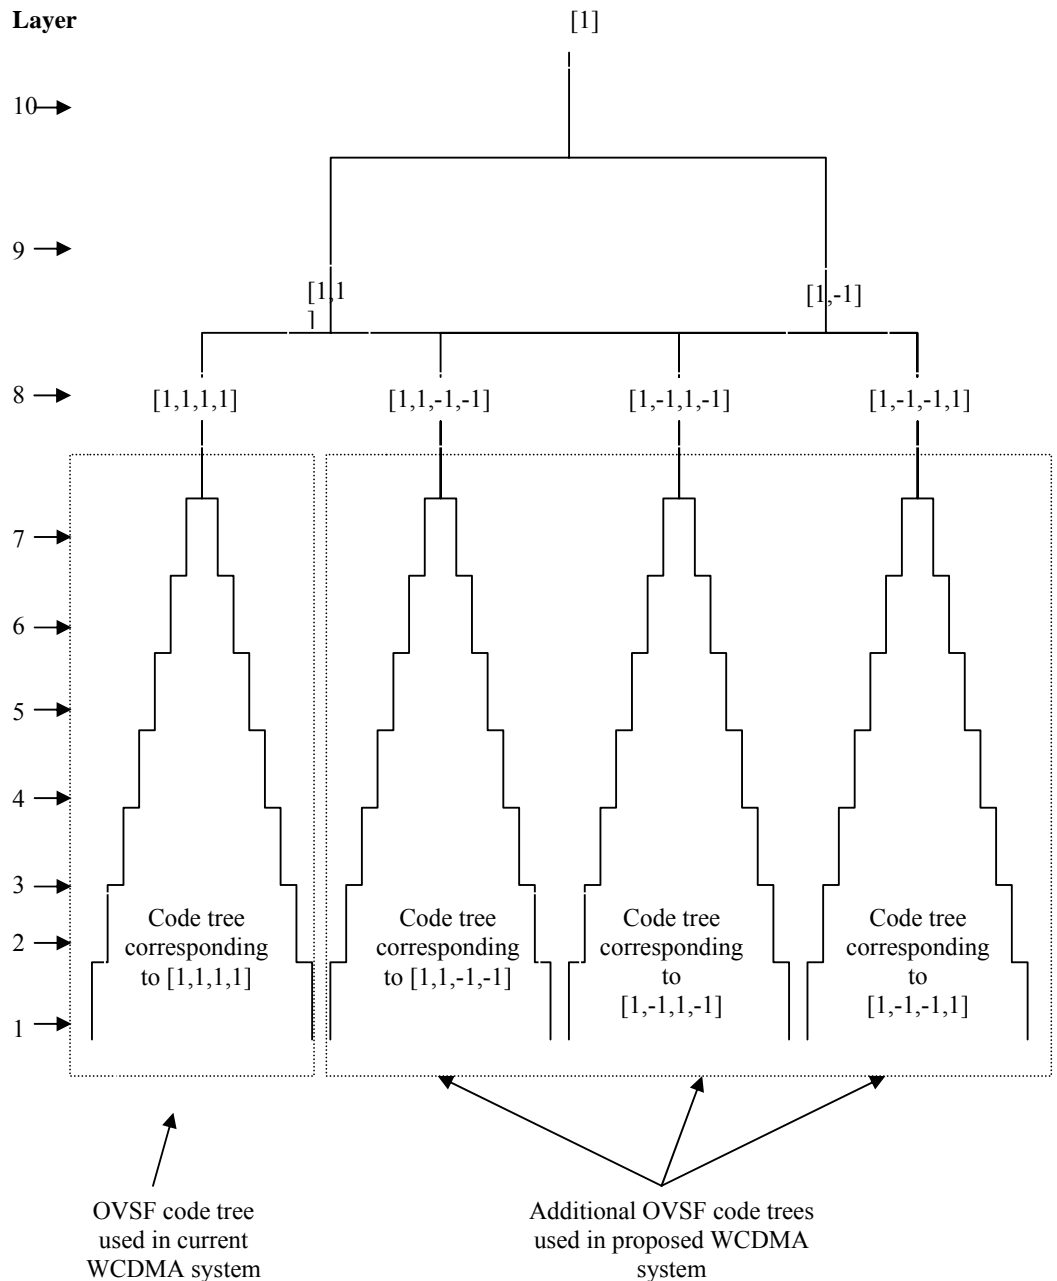 Layer
[1]
10
9
[1,1
]
[1,-1]
8
[1,1,1,1]
[1,1,-1,-1]
[1,-1,1,-1]
[1,-1,-1,1]
7
6
5
4
3
2
1
Code tree
corresponding
to [1,1,1,1]
Code tree
corresponding
to [1,1,-1,-1]
Code tree
corresponding
to
[1,-1,1,-1]
Code tree
corresponding
to
[1,-1,-1,1]
OVSF code tree
used in current
WCDMA system
Additional OVSF code trees
used in proposed WCDMA
system